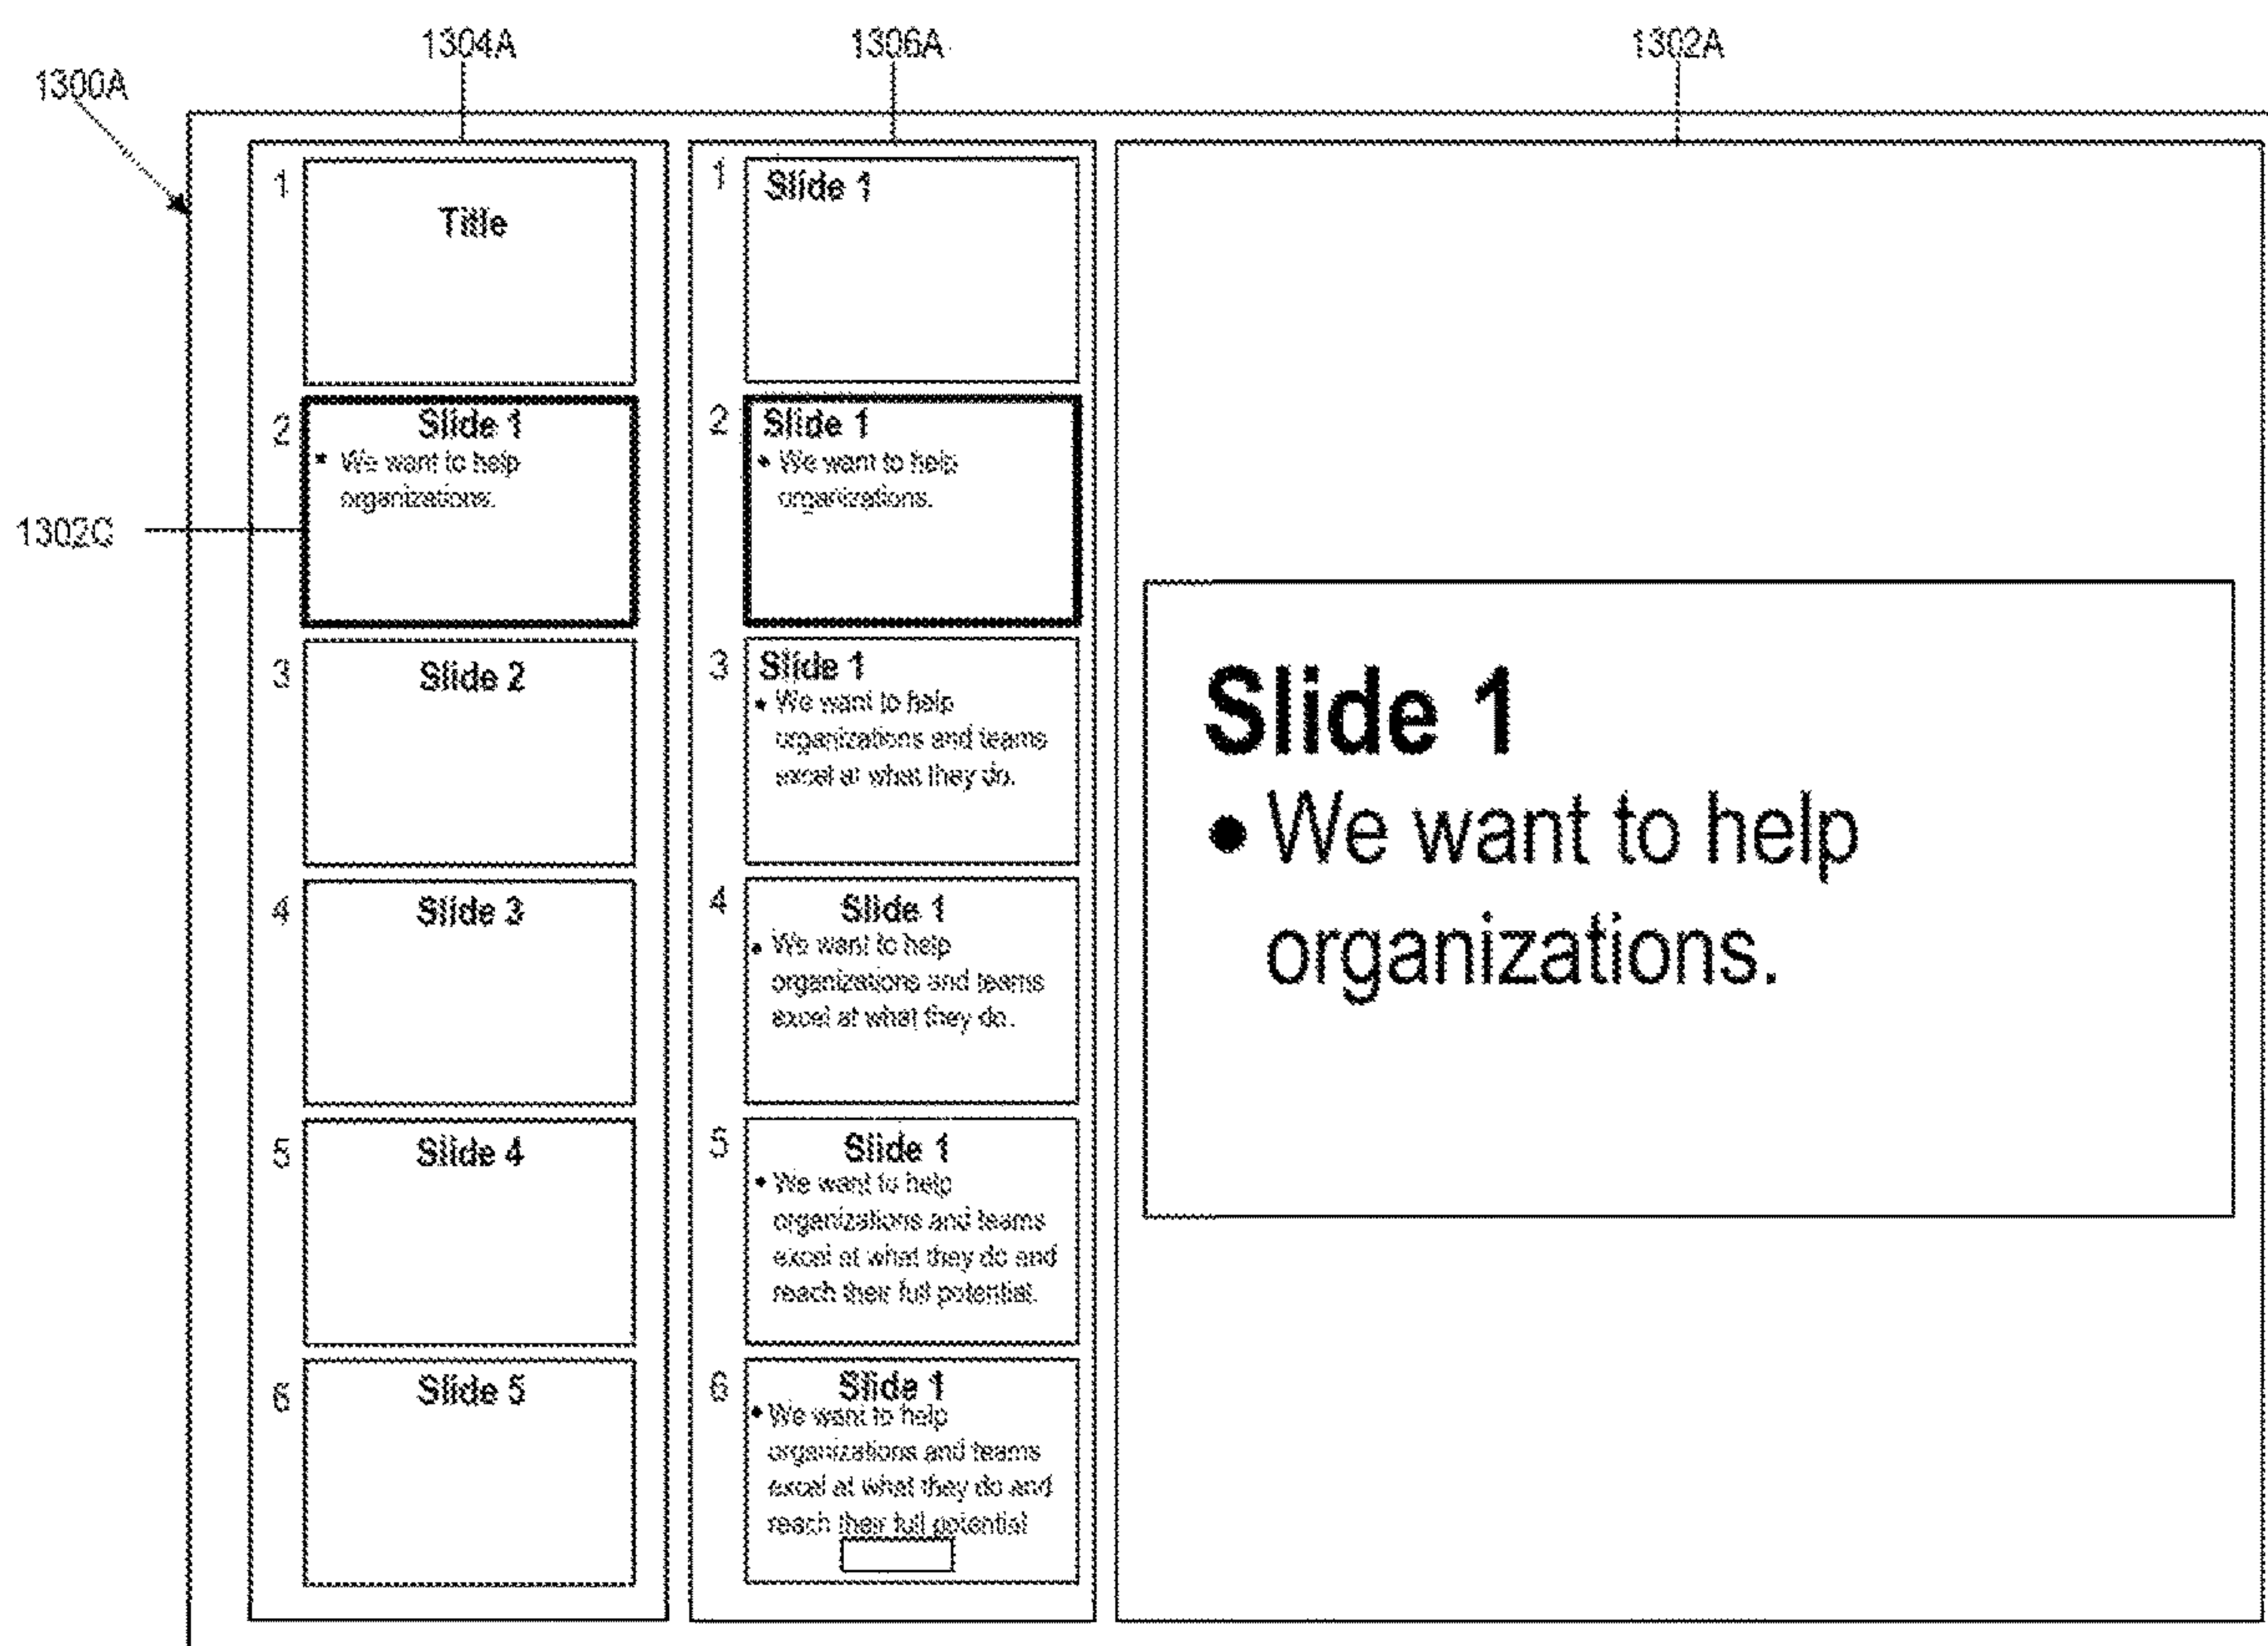 1304A
1306A
1302A
1300A
1
Title
2
Slide 1
• We want to help
organizations.
1302C
3
Slide 2
4
Slide 3
5
Slide 4
6
Slide 5
1
Slide 1
2
Slide 1
• We want to help
organizations.
3
Slide 1
• We want to help
organizations and teams
excel at what they do.
4
Slide 1
• We want to help
organizations and teams
excel at what they do.
5
Slide 1
• We want to help
organizations and teams
excel at what they do and
reach their full potential.
6
Slide 1
• We want to help
organizations and teams
excel at what they do and
reach their full potential
Slide 1
• We want to help
organizations.